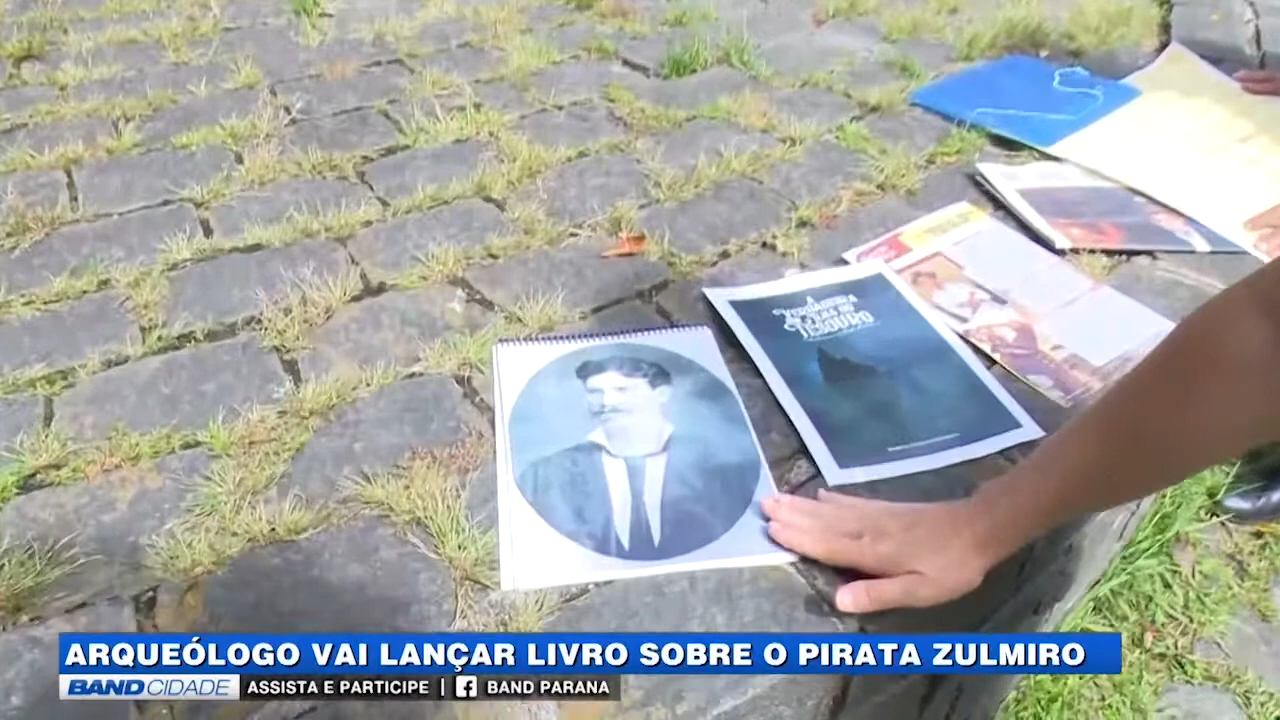 A
VERDADEIRA
ILHA DO
TESOURO
ARQUEÓLOGO VAI LANÇAR LIVRO SOBRE O PIRATA ZULMIRO
BAND CIDADE ASSISTA E PARTICIPE | BAND PARANA